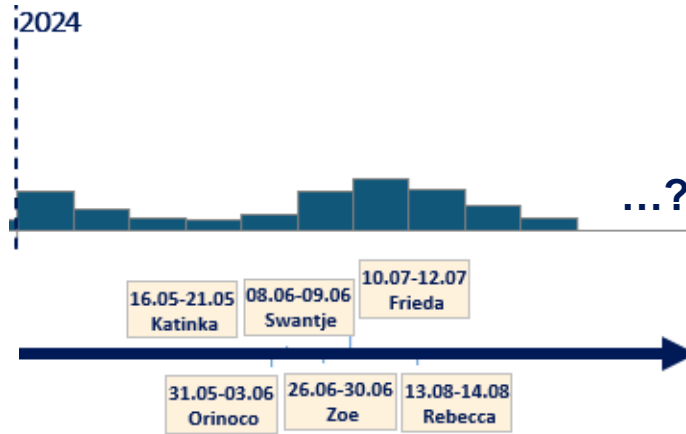 2024
...?
16.05-21.05
Katinka
08.06-09.06
Swantje
10.07-12.07
Frieda
31.05-03.06
Orinoco
26.06-30.06
Zoe
13.08-14.08
Rebecca